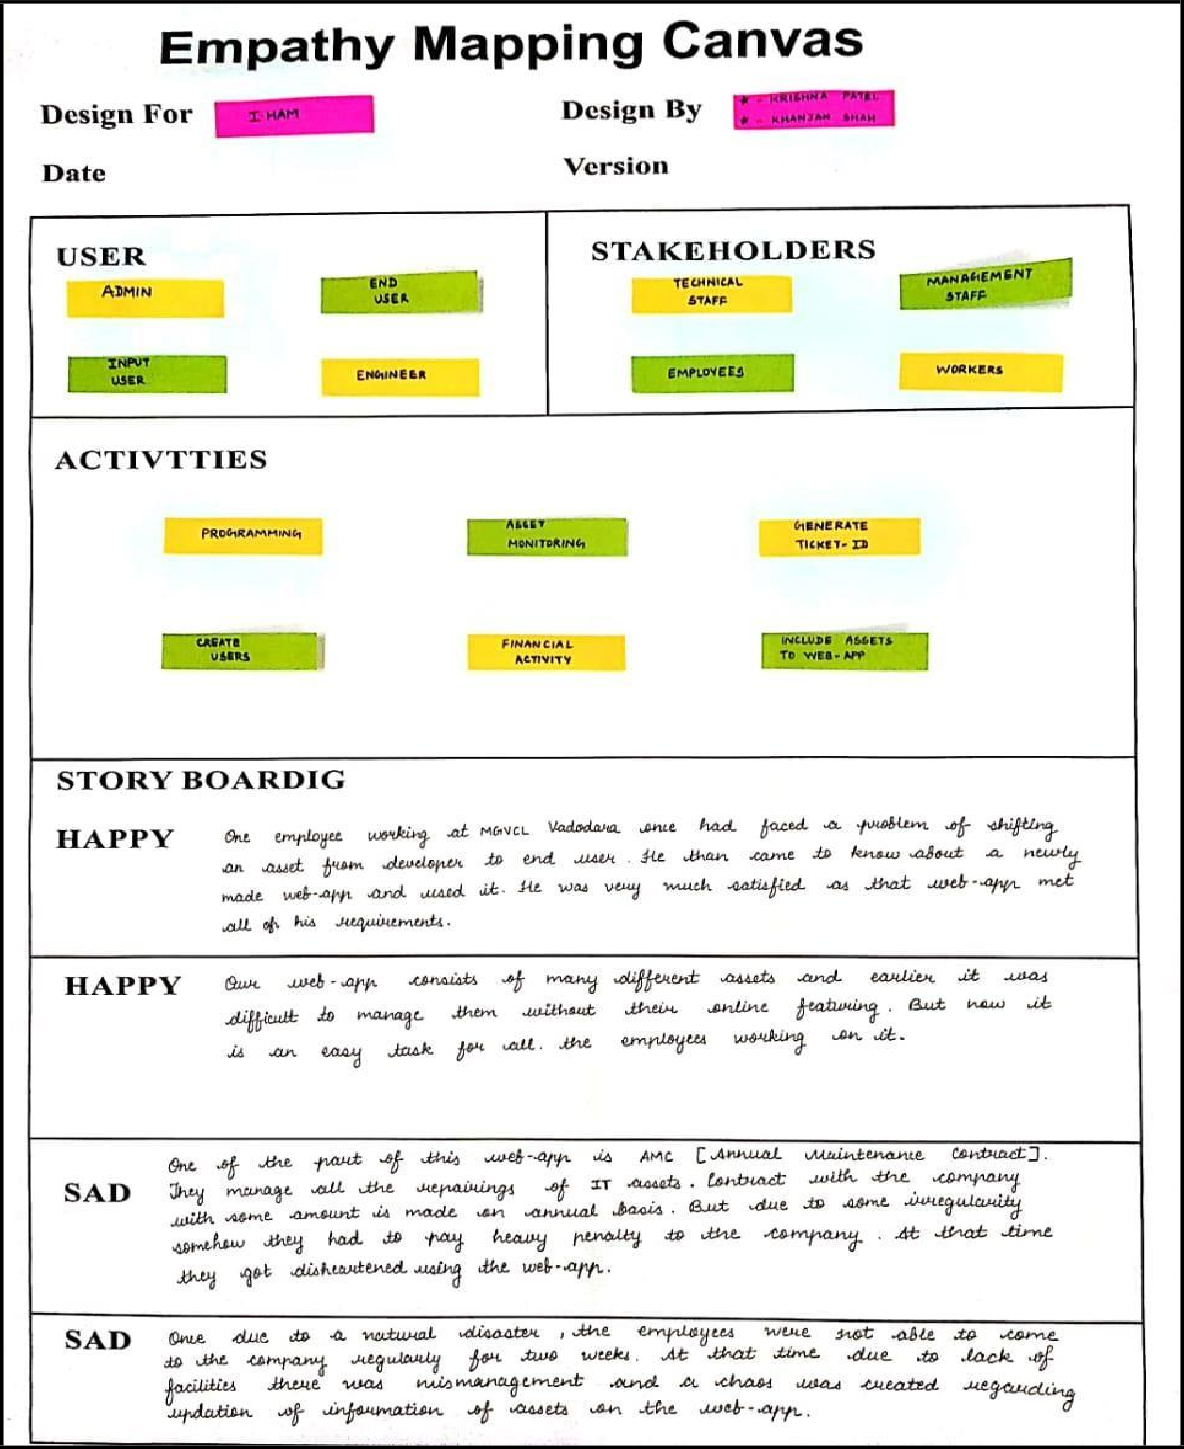 Empathy Mapping Canvas
Design For
I-HAM
Design By
★ - KRISHNA PATEL
★ - KHANJAN SHAH
Date
Version
USER
ADMIN
END
USER
INPUT
USER
ENGINEER
STAKEHOLDERS
TECHNICAL
STAFF
MANAGEMENT
STAFF
EMPLOYEES
WORKERS
ACTIVTTIES
PROGRAMMING
ASSET
MONITORING
GENERATE
TICKET-ID
CREATE
USERS
FINANCIAL
ACTIVITY
INCLUDE ASSETS
TO WEB-APP
STORY BOARDIG
HAPPY
One employee working at MGVCL Vadodara once had faced a problem of shifting
an asset from developer to end user. He than came to know about a newly
made web-app and used it. He was very much satisfied as that web-app met
all of his requirements.
HAPPY
Our web-app consists of many different assets and earlier it was
difficult to manage them without their online featuring. But now it
is an easy task for all. the employees working on it.
SAD
One of the part of this web-app is AMC [Annual Maintenance Contract].
They manage all the repairings of IT assets. Contract with the company
with some amount is made on annual basis. But due to some irregularity
somehow they had to pay heavy penalty to the company. At that time
they got disheartened using the web-app.
SAD
Once due to a natural disaster, the employees were not able to come
to the company regularly for two weeks. At that time due to lack of
facilities there was mismanagement and a chaos was created regarding
updation of information of assets on the web-app.